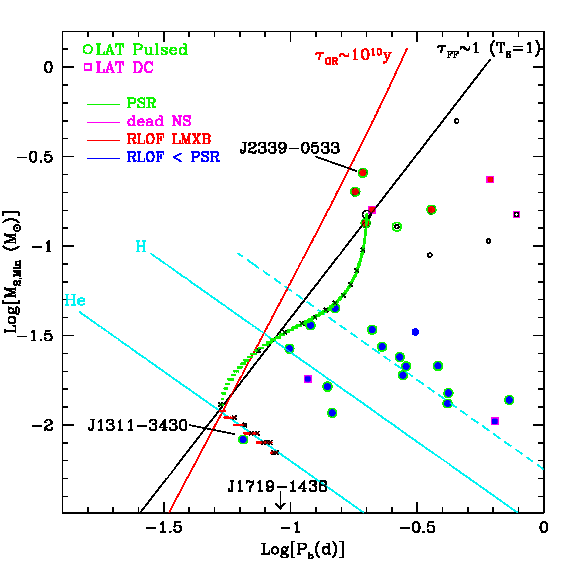 LAT Pulsed
LAT DC
PSR
dead NS
RLOF LMXB
RLOF < PSR
τGR~10¹⁰y
τFF~1 (T8=1)
J2339-0533
H
He
J1311-3430
J1719-1438
0
-0.5
-1
-1.5
-2
Log[M2,Min (M⊙)]
-1.5
-1
-0.5
0
Log[Pb(d)]